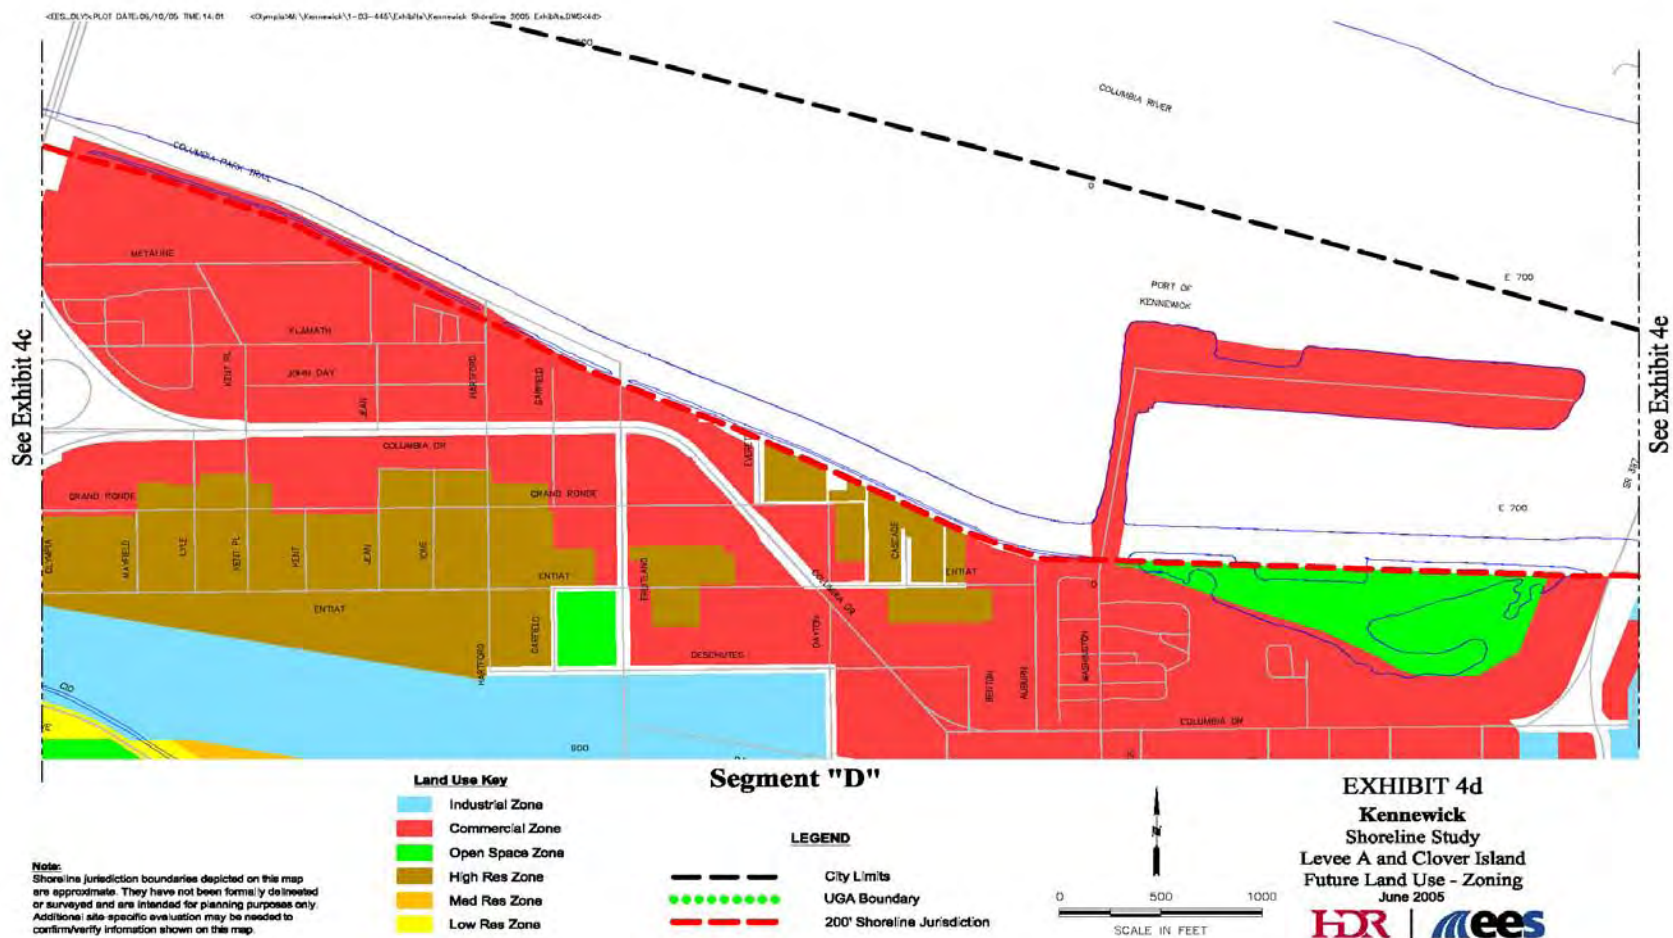 COLUMBIA RIVER
COLUMBIA PARK TRAIL
E 700
PORT OF
KENNEWICK
METALINE
KLAMATH
KENT PL
JOHN DAY
JEAN
HARTFORD
GARFIELD
See Exhibit 4c
See Exhibit 4e
COLUMBIA DR
SR 397
GRAND RONDE
GRAND RONDE
E 700
OLYMPIA
MAYFIELD
LYLE
KENT PL
KENT
JEAN
IONE
ENTIAT
FRUITLAND
CASCADE
ENTIAT
COLUMBIA DR
ENTIAT
HARTFORD
GARFIELD
DESCHUTES
DAYTON
BENTON
AUBURN
WASHINGTON
COLUMBIA DR
Segment "D"
Land Use Key
Industrial Zone
Commercial Zone
Open Space Zone
High Res Zone
Med Res Zone
Low Res Zone
LEGEND
City Limits
UGA Boundary
200' Shoreline Jurisdiction
N
0 500 1000
SCALE IN FEET
EXHIBIT 4d
Kennewick
Shoreline Study
Levee A and Clover Island
Future Land Use - Zoning
June 2005
HDR
ees
Note:
Shoreline jurisdiction boundaries depicted on this map
are approximate. They have not been formally delineated
or surveyed and are intended for planning purposes only.
Additional site-specific evaluation may be needed to
confirm/verify information shown on this map.